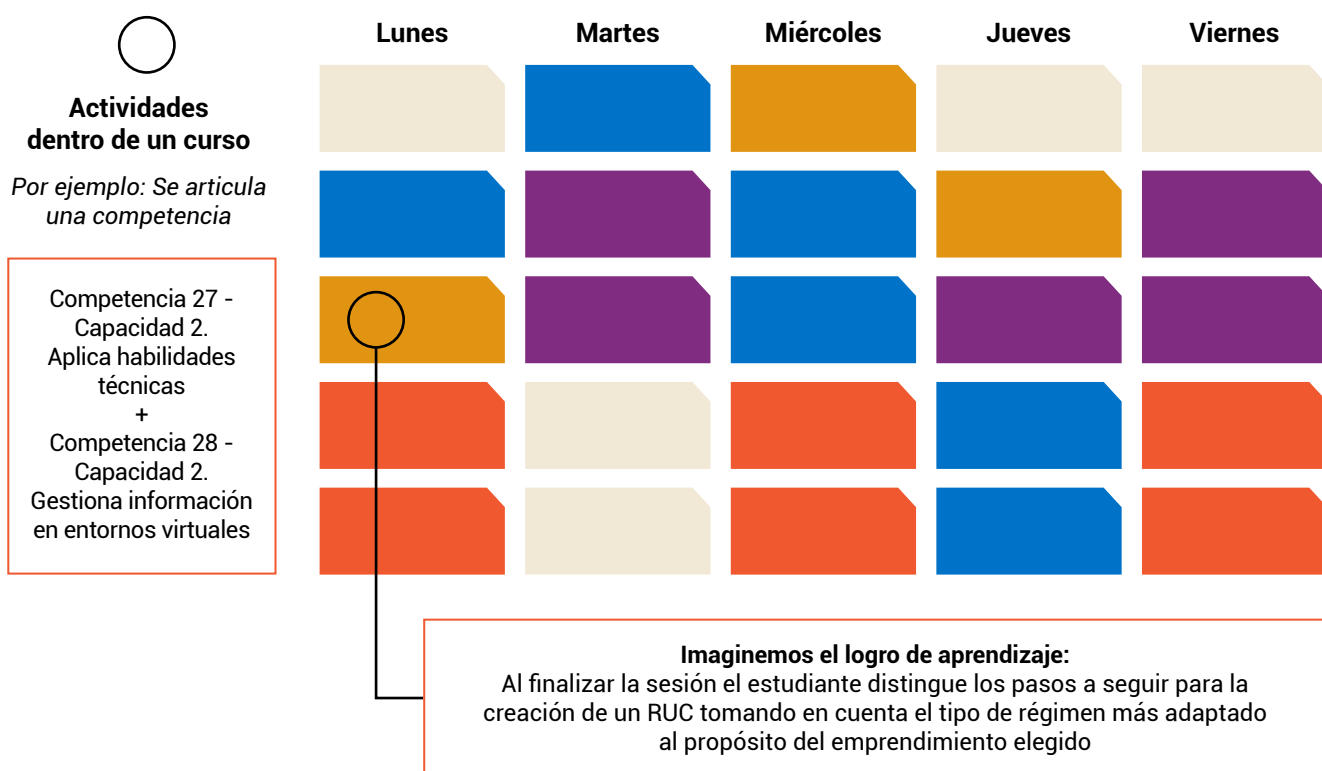 Lunes
Martes
Miércoles
Jueves
Viernes
Actividades
dentro de un curso
Por ejemplo: Se articula
una competencia
Competencia 27 -
Capacidad 2.
Aplica habilidades
técnicas
+
Competencia 28 -
Capacidad 2.
Gestiona información
en entornos virtuales
Imaginemos el logro de aprendizaje:
Al finalizar la sesión el estudiante distingue los pasos a seguir para la
creación de un RUC tomando en cuenta el tipo de régimen más adaptado
al propósito del emprendimiento elegido